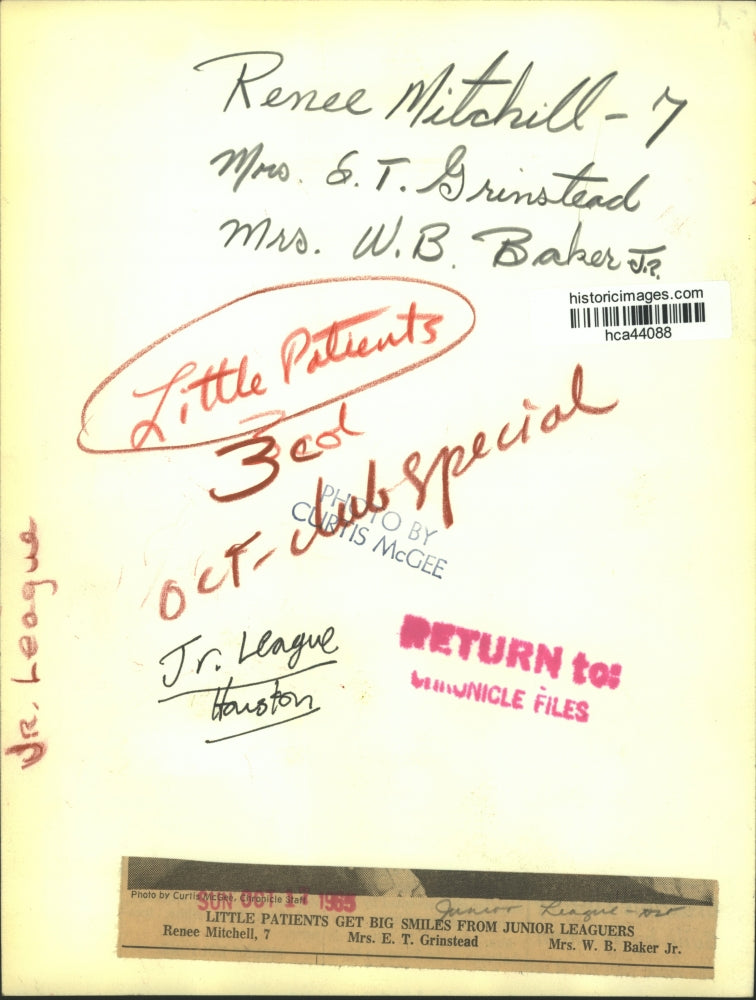 Renee Mitchill - 7
Mrs. E. T. Grinstead
Mrs. W. B. Baker Jr.
historicimages.com
hca44088
Little Patients
3 col
OCT- club special
PHOTO BY
CURTIS McGEE
Jr. League
Houston
RETURN to:
CHRONICLE FILES
JR. League
Photo by Curtis McGee, Chronicle Staff
SUN OCT 17 1965
Junior League
LITTLE PATIENTS GET BIG SMILES FROM JUNIOR LEAGUERS
Renee Mitchell, 7 Mrs. E. T. Grinstead Mrs. W. B. Baker Jr.